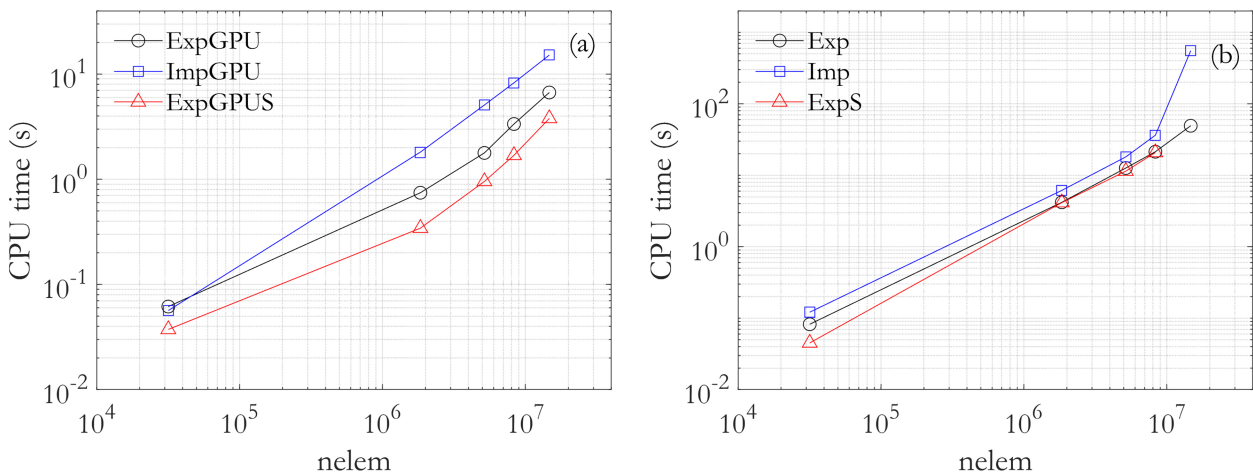 ExpGPU
ImpGPU
ExpGPUS
(a)
CPU time (s)
10^1
10^0
10^-1
10^-2
10^4
10^5
10^6
10^7
nelem
Exp
Imp
ExpS
(b)
CPU time (s)
10^2
10^0
10^-2
10^4
10^5
10^6
10^7
nelem